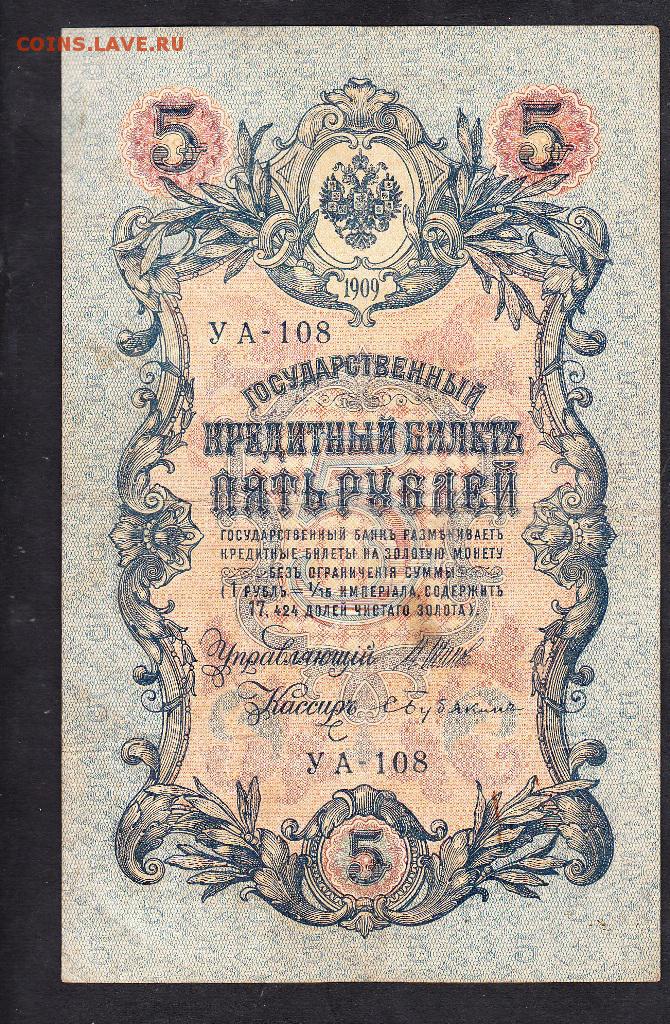 COINS.LAVE.RU
5
5
1909
УА-108
ГОСУДАРСТВЕННЫЙ
КРЕДИТНЫЙ БИЛЕТЪ
ПЯТЬ РУБЛЕЙ
5
ГОСУДАРСТВЕННЫЙ БАНКЪ РАЗМѢНИВАЕТЪ
КРЕДИТНЫЕ БИЛЕТЫ НА ЗОЛОТУЮ МОНЕТУ
БЕЗЪ ОГРАНИЧЕНІЯ СУММЫ
(1 РУБЛЬ = 1/15 ИМПЕРІАЛА, СОДЕРЖИТЪ
17,424 ДОЛЕЙ ЧИСТАГО ЗОЛОТА).
Управляющій
Кассиръ
УА-108
5